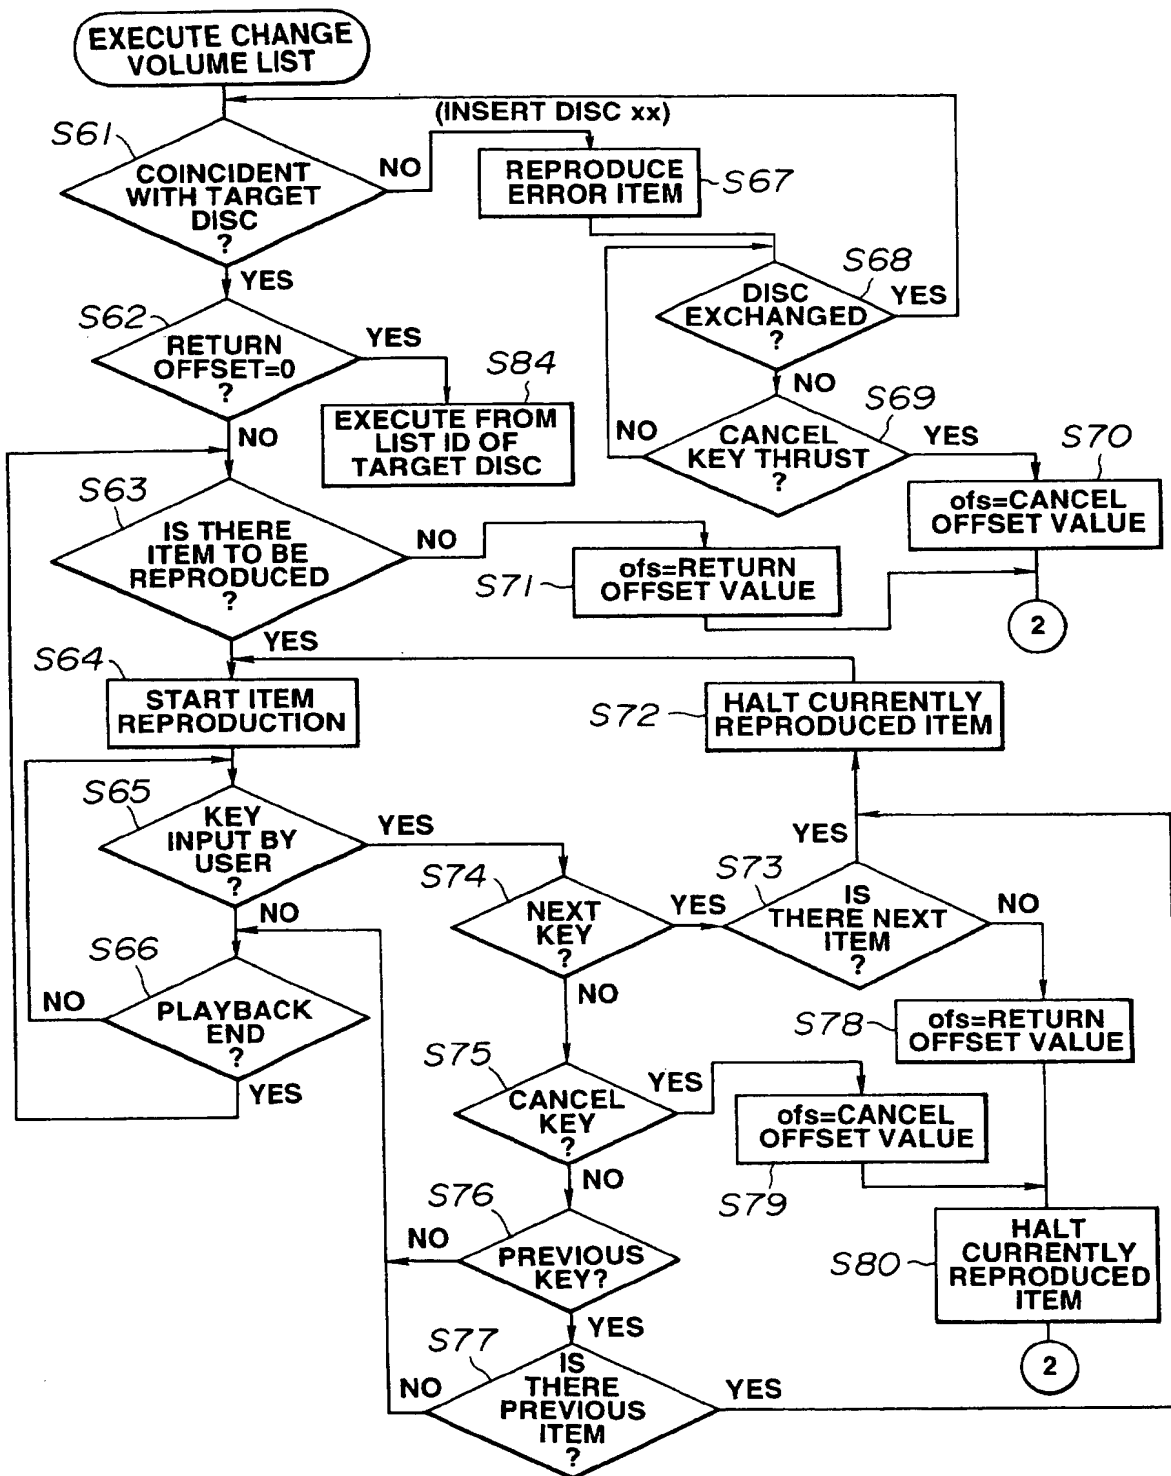 EXECUTE CHANGE
VOLUME LIST
(INSERT DISC xx)
S61
COINCIDENT
WITH TARGET
DISC
?
NO
YES
REPRODUCE
ERROR ITEM
S67
S68
DISC
EXCHANGED
?
YES
NO
S62
RETURN
OFFSET=0
?
YES
NO
S84
EXECUTE FROM
LIST ID OF
TARGET DISC
S69
CANCEL
KEY THRUST
?
NO
YES
S70
ofs=CANCEL
OFFSET VALUE
2
S63
IS THERE
ITEM TO BE
REPRODUCED
?
NO
YES
S71
ofs=RETURN
OFFSET VALUE
S64
START ITEM
REPRODUCTION
S72
HALT CURRENTLY
REPRODUCED ITEM
S65
KEY
INPUT BY
USER
?
YES
NO
S74
NEXT
KEY
?
YES
NO
S73
IS
THERE NEXT
ITEM
?
YES
NO
S66
PLAYBACK
END
?
NO
YES
S78
ofs=RETURN
OFFSET VALUE
S75
CANCEL
KEY
?
YES
NO
ofs=CANCEL
OFFSET VALUE
S79
S76
PREVIOUS
KEY?
NO
YES
S80
HALT
CURRENTLY
REPRODUCED
ITEM
2
S77
IS
THERE
PREVIOUS
ITEM
?
NO
YES